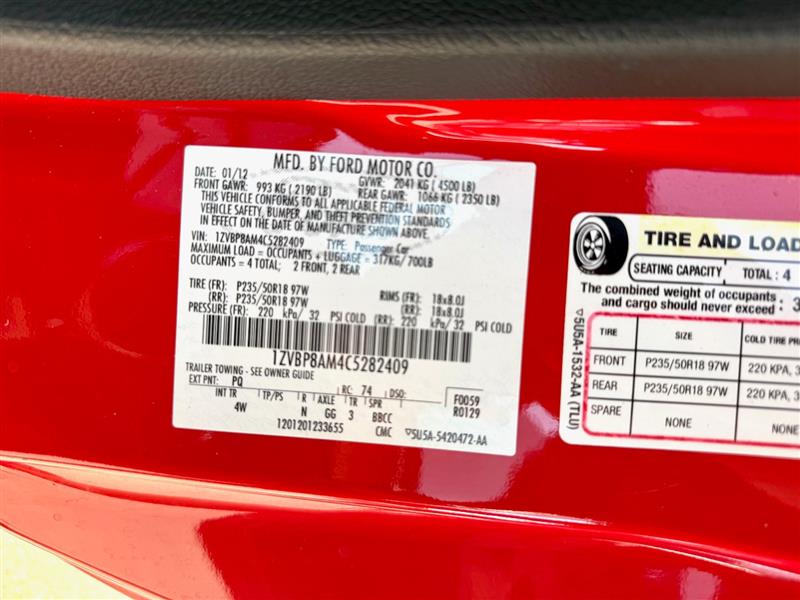 MFD. BY FORD MOTOR CO.
DATE: 01/12 GVWR: 2041 KG ( 4500 LB)
FRONT GAWR: 993 KG ( 2190 LB) REAR GAWR: 1066 KG ( 2350 LB)
THIS VEHICLE CONFORMS TO ALL APPLICABLE FEDERAL MOTOR
VEHICLE SAFETY, BUMPER, AND THEFT PREVENTION STANDARDS
IN EFFECT ON THE DATE OF MANUFACTURE SHOWN ABOVE.
VIN: 1ZVBP8AM4C5282409 TYPE: Passenger Car
MAXIMUM LOAD = OCCUPANTS + LUGGAGE = 317KG/ 700LB
OCCUPANTS = 4 TOTAL; 2 FRONT, 2 REAR
TIRE (FR): P235/50R18 97W RIMS (FR): 18x8.0J
(RR): P235/50R18 97W (RR): 18x8.0J
PRESSURE (FR): 220 kPa/ 32 PSI COLD (RR): 220 kPa/ 32 PSI COLD
1ZVBP8AM4C5282409
TRAILER TOWING - SEE OWNER GUIDE
EXT PNT: PQ RC: 74 DSO: F0059
INT TR TP/PS R AXLE TR SPR R0129
4W N GG 3 BBCC
1201201233655 CMC ▽5U5A-5420472-AA
TIRE AND LOAD
SEATING CAPACITY TOTAL : 4
The combined weight of occupants
and cargo should never exceed : 3
▽5U5A-1532-AA (TLU)
TIRE SIZE COLD TIRE
FRONT P235/50R18 97W 220 KPA, 3
REAR P235/50R18 97W 220 KPA, 3
SPARE NONE NONE